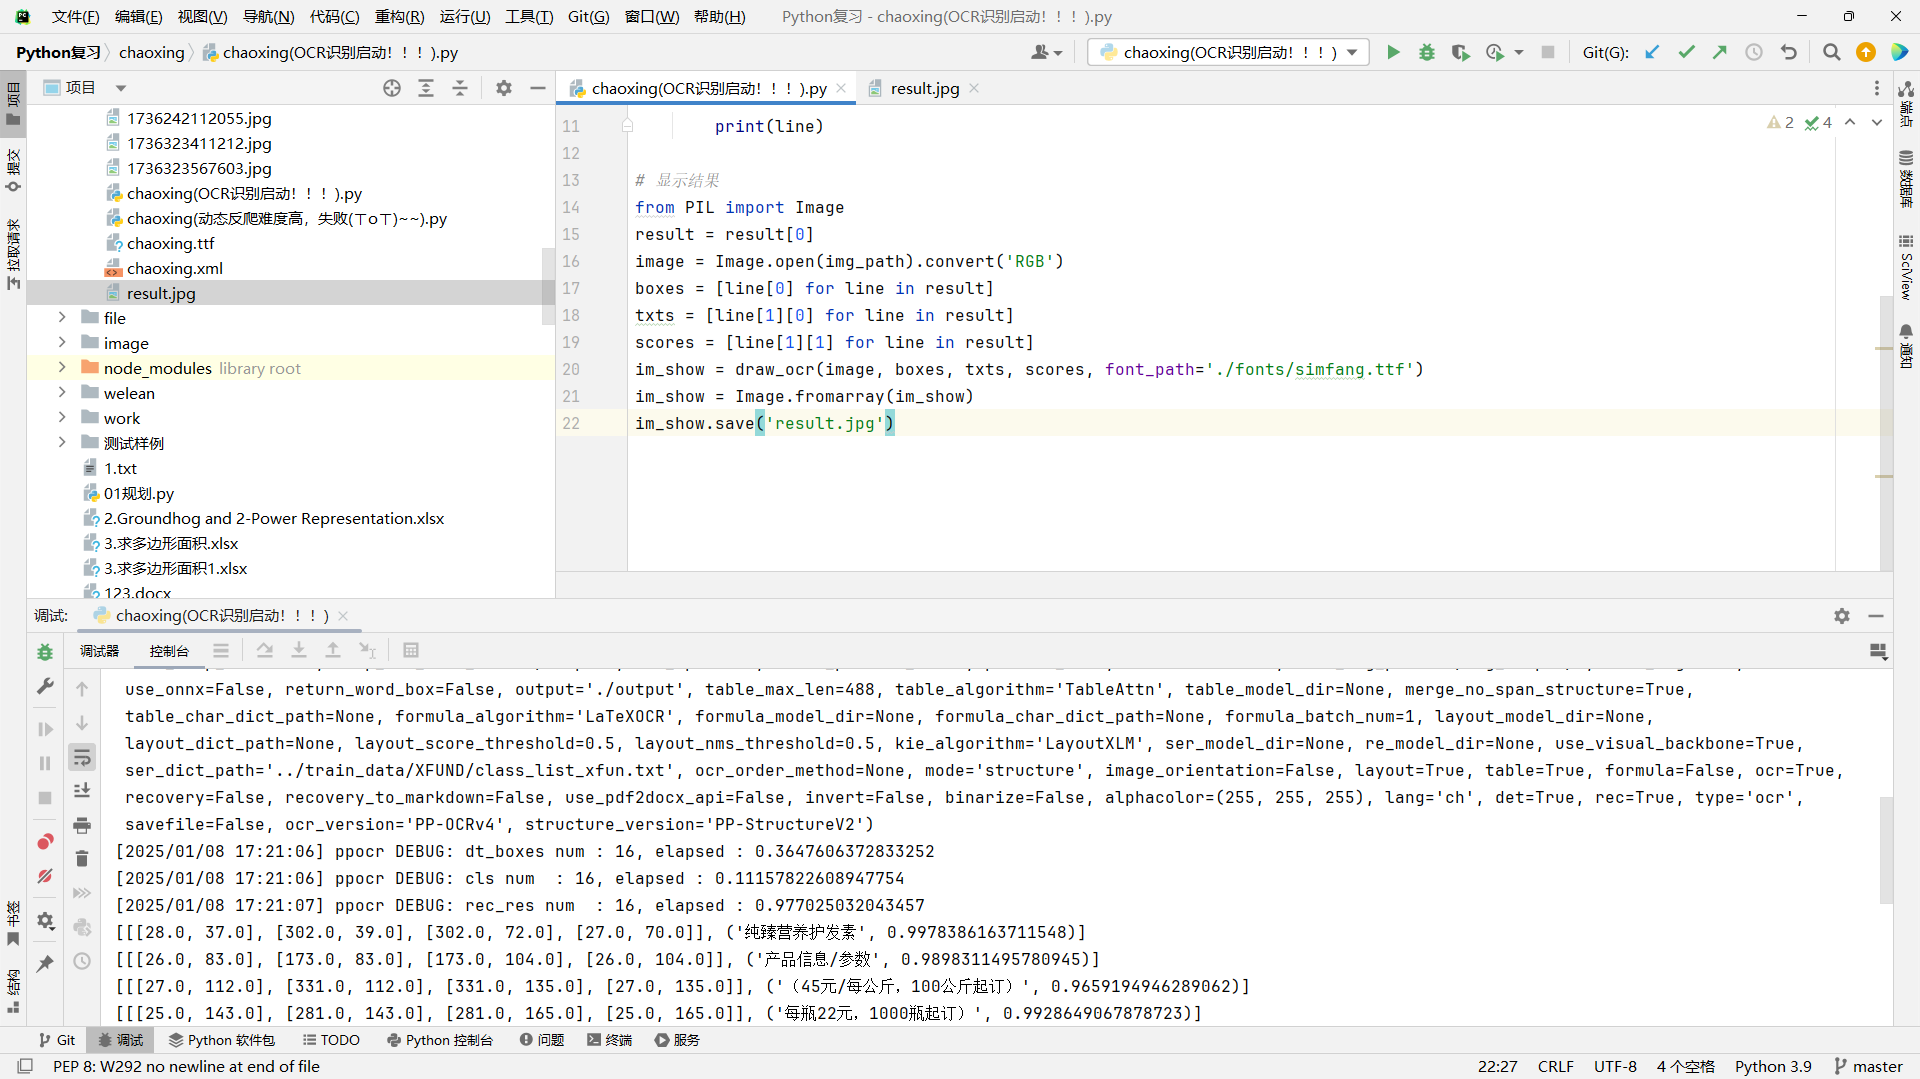 文件(F) 编辑(E) 视图(V) 导航(N) 代码(C) 重构(R) 运行(U) 工具(T) Git(G) 窗口(W) 帮助(H) Python复习 - chaoxing(OCR识别启动！！！).py
Python复习 chaoxing chaoxing(OCR识别启动！！！).py
chaoxing(OCR识别启动！！！)
Git(G):
项目
提交
拉取请求
书签
结构
项目
1736242112055.jpg
1736323411212.jpg
1736323567603.jpg
chaoxing(OCR识别启动！！！).py
chaoxing(动态反爬难度高，失败(ㄒoㄒ)~~).py
chaoxing.ttf
chaoxing.xml
result.jpg
file
image
node_modules library root
welean
work
测试样例
1.txt
01规划.py
2.Groundhog and 2-Power Representation.xlsx
3.求多边形面积.xlsx
3.求多边形面积1.xlsx
123.docx
chaoxing(OCR识别启动！！！).py
result.jpg
2 4
11 print(line)
12
13 # 显示结果
14 from PIL import Image
15 result = result[0]
16 image = Image.open(img_path).convert('RGB')
17 boxes = [line[0] for line in result]
18 txts = [line[1][0] for line in result]
19 scores = [line[1][1] for line in result]
20 im_show = draw_ocr(image, boxes, txts, scores, font_path='./fonts/simfang.ttf')
21 im_show = Image.fromarray(im_show)
22 im_show.save('result.jpg')
端点
数据库
SciView
通知
调试: chaoxing(OCR识别启动！！！)
调试器 控制台
use_onnx=False, return_word_box=False, output='./output', table_max_len=488, table_algorithm='TableAttn', table_model_dir=None, merge_no_span_structure=True,
table_char_dict_path=None, formula_algorithm='LaTeXOCR', formula_model_dir=None, formula_char_dict_path=None, formula_batch_num=1, layout_model_dir=None,
layout_dict_path=None, layout_score_threshold=0.5, layout_nms_threshold=0.5, kie_algorithm='LayoutXLM', ser_model_dir=None, re_model_dir=None, use_visual_backbone=True,
ser_dict_path='../train_data/XFUND/class_list_xfun.txt', ocr_order_method=None, mode='structure', image_orientation=False, layout=True, table=True, formula=False, ocr=True,
recovery=False, recovery_to_markdown=False, use_pdf2docx_api=False, invert=False, binarize=False, alphacolor=(255, 255, 255), lang='ch', det=True, rec=True, type='ocr',
savefile=False, ocr_version='PP-OCRv4', structure_version='PP-StructureV2')
[2025/01/08 17:21:06] ppocr DEBUG: dt_boxes num : 16, elapsed : 0.3647606372833252
[2025/01/08 17:21:06] ppocr DEBUG: cls num  : 16, elapsed : 0.11157822608947754
[2025/01/08 17:21:07] ppocr DEBUG: rec_res num  : 16, elapsed : 0.977025032043457
[[[28.0, 37.0], [302.0, 39.0], [302.0, 72.0], [27.0, 70.0]], ('纯臻营养护发素', 0.9978386163711548)]
[[[26.0, 83.0], [173.0, 83.0], [173.0, 104.0], [26.0, 104.0]], ('产品信息/参数', 0.9898311495780945)]
[[[27.0, 112.0], [331.0, 112.0], [331.0, 135.0], [27.0, 135.0]], ('（45元/每公斤，100公斤起订）', 0.9659194946289062)]
[[[25.0, 143.0], [281.0, 143.0], [281.0, 165.0], [25.0, 165.0]], ('每瓶22元，1000瓶起订）', 0.9928649067878723)]
Git 调试 Python 软件包 TODO Python 控制台 问题 终端 服务
PEP 8: W292 no newline at end of file 22:27 CRLF UTF-8 4 个空格 Python 3.9 master